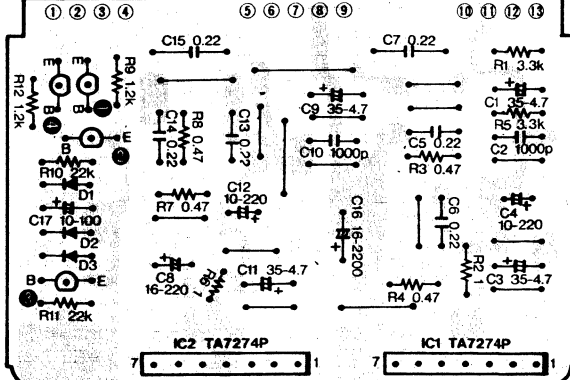 ① ② ③ ④ ⑤ ⑥ ⑦ ⑧ ⑨ ⑩ ⑪ ⑫ ⑬
C15 0.22
C7 0.22
R1 3.3k
E E
R9 1.2k
R12 1.2k
B B
C14 0.22
R8 0.47
C13 0.22
C9 35-4.7
C1 35-4.7
R5 3.3k
C5 0.22
C2 1000p
C10 1000p
B E
R10 22k
R3 0.47
D1
C17 10-100
R7 0.47
C12 10-220
C16 16-2200
C6 0.22
C4 10-220
D2
D3
C8 16-220
R6 1
C11 35-4.7
R2 1
C3 35-4.7
B E
R4 0.47
R11 22k
IC2 TA7274P
IC1 TA7274P
7 1
7 1